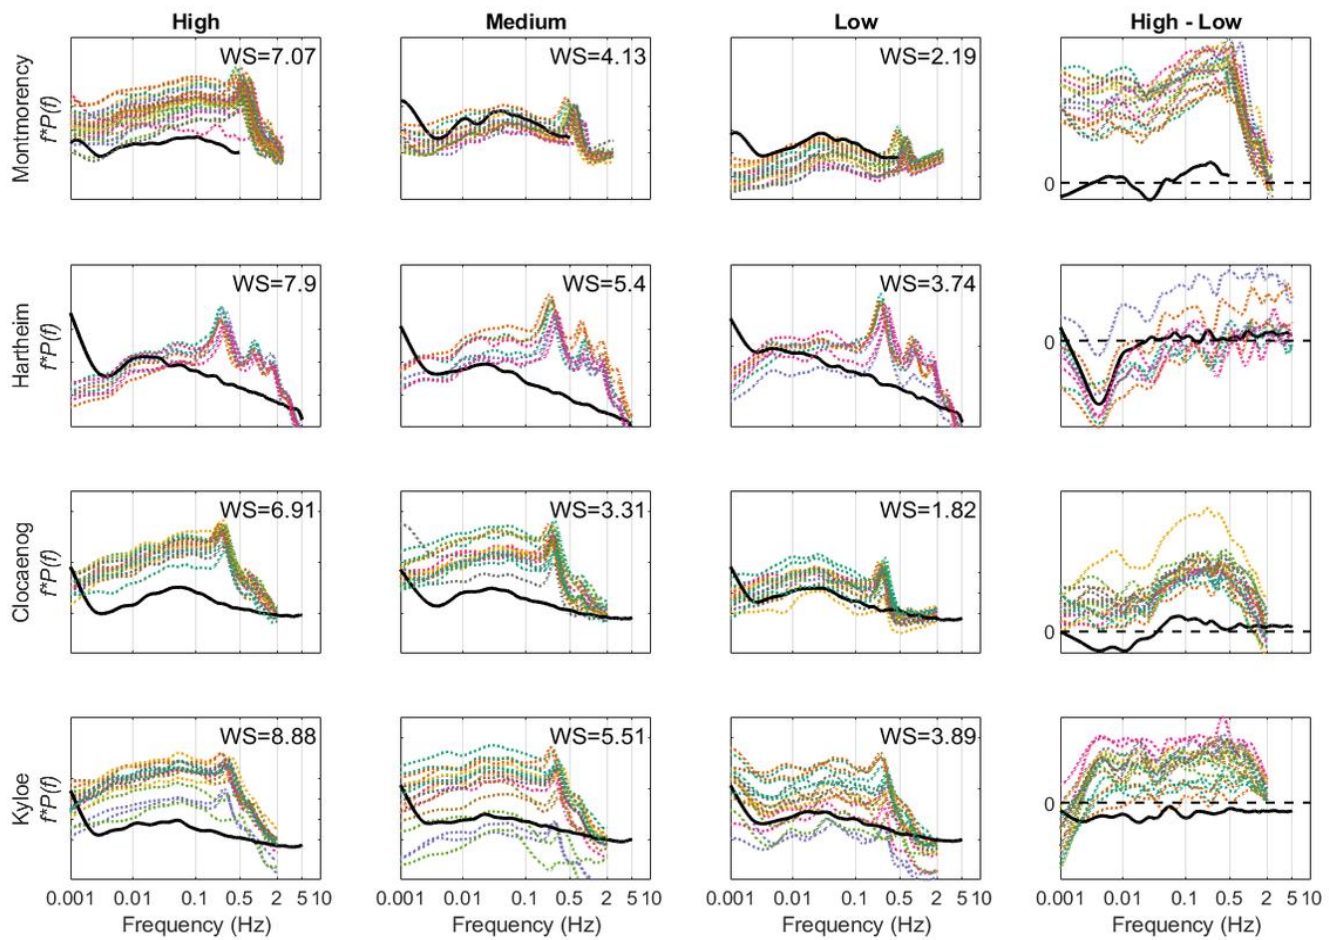 High Medium Low High - Low
Montmorency
f*P(f)
WS=7.07 WS=4.13 WS=2.19
0
Hartheim
f*P(f)
WS=7.9 WS=5.4 WS=3.74
0
Clocaenog
f*P(f)
WS=6.91 WS=3.31 WS=1.82
0
Kyloe
f*P(f)
WS=8.88 WS=5.51 WS=3.89
0
0.001 0.01 0.1 0.5 2 5 10 0.001 0.01 0.1 0.5 2 5 10 0.001 0.01 0.1 0.5 2 5 10 0.001 0.01 0.1 0.5 2 5 10
Frequency (Hz) Frequency (Hz) Frequency (Hz) Frequency (Hz)